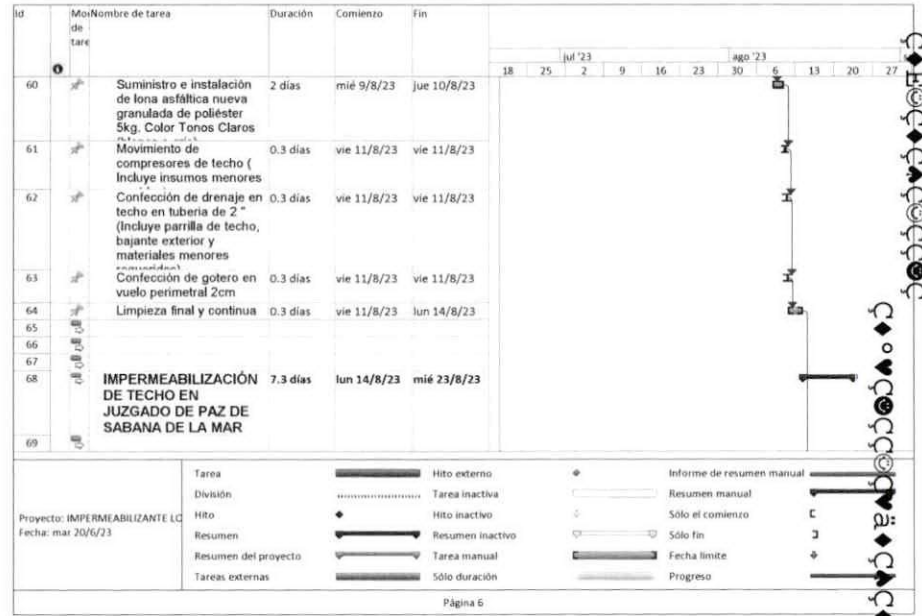 Id
Nombre de tarea
Duración
Comienzo
Fin
de
tare
jul '23
ago '23
18 25 2 9 16 23 30 6 13 20 27
60 Suministro e instalación 2 días mié 9/8/23 jue 10/8/23
de lona asfáltica nueva
granulada de poliéster
5kg. Color Tonos Claros
61 Movimiento de 0.3 días vie 11/8/23 vie 11/8/23
compresores de techo (
Incluye insumos menores
62 Confección de drenaje en 0.3 días vie 11/8/23 vie 11/8/23
techo en tuberia de 2 "
(Incluye parrilla de techo,
bajante exterior y
materiales menores
63 Confección de gotero en 0.3 días vie 11/8/23 vie 11/8/23
vuelo perimetral 2cm
64 Limpieza final y continua 0.3 días vie 11/8/23 lun 14/8/23
65
66
67
68 IMPERMEABILIZACIÓN 7.3 días lun 14/8/23 mié 23/8/23
DE TECHO EN
JUZGADO DE PAZ DE
SABANA DE LA MAR
69
Proyecto: IMPERMEABILIZANTE LO
Fecha: mar 20/6/23
Tarea
División
Hito
Resumen
Resumen del proyecto
Tareas externas
Hito externo
Tarea inactiva
Hito inactivo
Resumen inactivo
Tarea manual
Sólo duración
Informe de resumen manual
Resumen manual
Sólo el comienzo
Sólo fin
Fecha límite
Progreso
Página 6